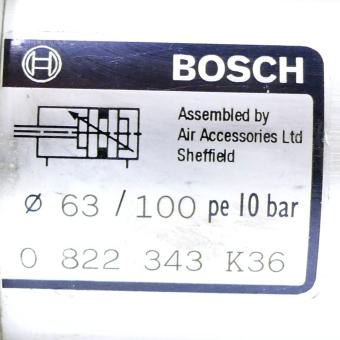 BOSCH
Assembled by
Air Accessories Ltd
Sheffield
Ø 63 / 100 pe 10 bar
0 822 343 K36